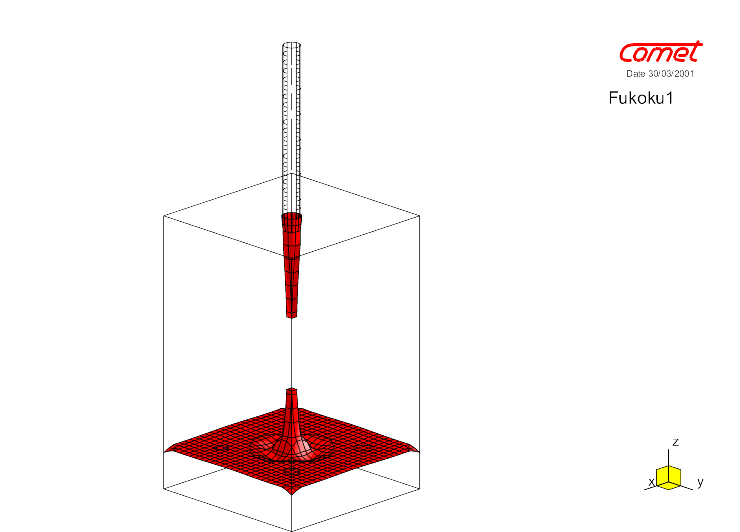 Comet
Date 30/03/2001
Fukoku1
z
x
y